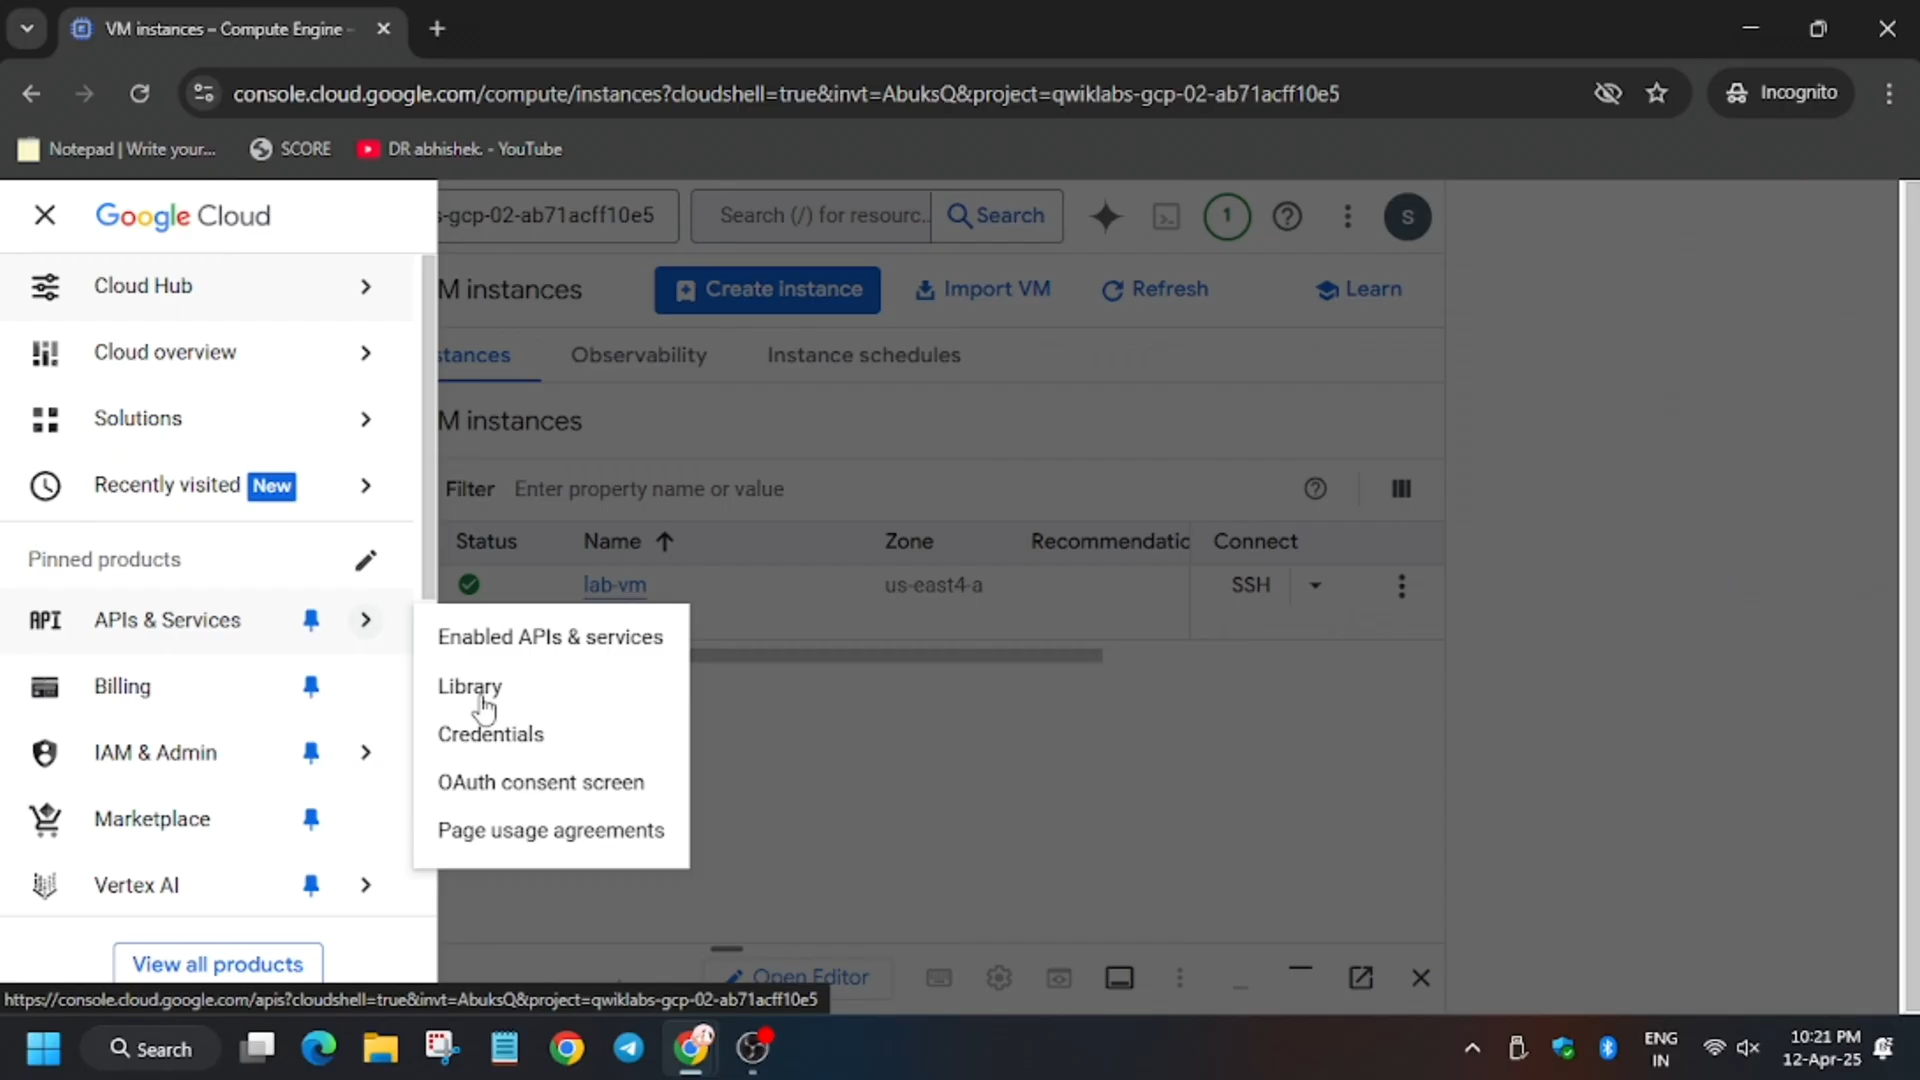 VM instances – Compute Engine –
console.cloud.google.com/compute/instances?cloudshell=true&invt=AbuksQ&project=qwiklabs-gcp-02-ab71acff10e5
Incognito
Notepad | Write your...
SCORE
DR abhishek. - YouTube
Google Cloud
s-gcp-02-ab71acff10e5
Search (/) for resourc...
Search
1
S
Cloud Hub
M instances
Create instance
Import VM
Refresh
Learn
Cloud overview
stances
Observability
Instance schedules
Solutions
M instances
Recently visited
New
Filter
Enter property name or value
Pinned products
Status
Name
Zone
Recommendatic
Connect
lab-vm
us-east4-a
SSH
API
APIs & Services
Enabled APIs & services
Library
Credentials
OAuth consent screen
Page usage agreements
Billing
IAM & Admin
Marketplace
Vertex AI
View all products
Open Editor
https://console.cloud.google.com/apis?cloudshell=true&invt=AbuksQ&project=qwiklabs-gcp-02-ab71acff10e5
Search
ENG
IN
10:21 PM
12-Apr-25